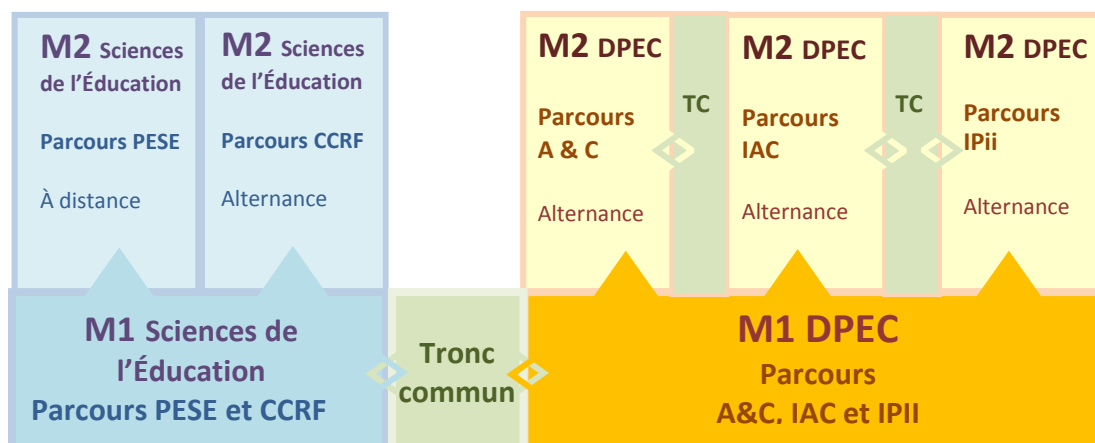 M2 Sciences
de l'Éducation
Parcours PESE
À distance
M2 Sciences
de l'Éducation
Parcours CCRF
Alternance
M2 DPEC
Parcours
A & C
Alternance
TC
M2 DPEC
Parcours
IAC
Alternance
TC
M2 DPEC
Parcours
IPii
Alternance
M1 Sciences de
l'Éducation
Parcours PESE et CCRF
Tronc
commun
M1 DPEC
Parcours
A&C, IAC et IPII